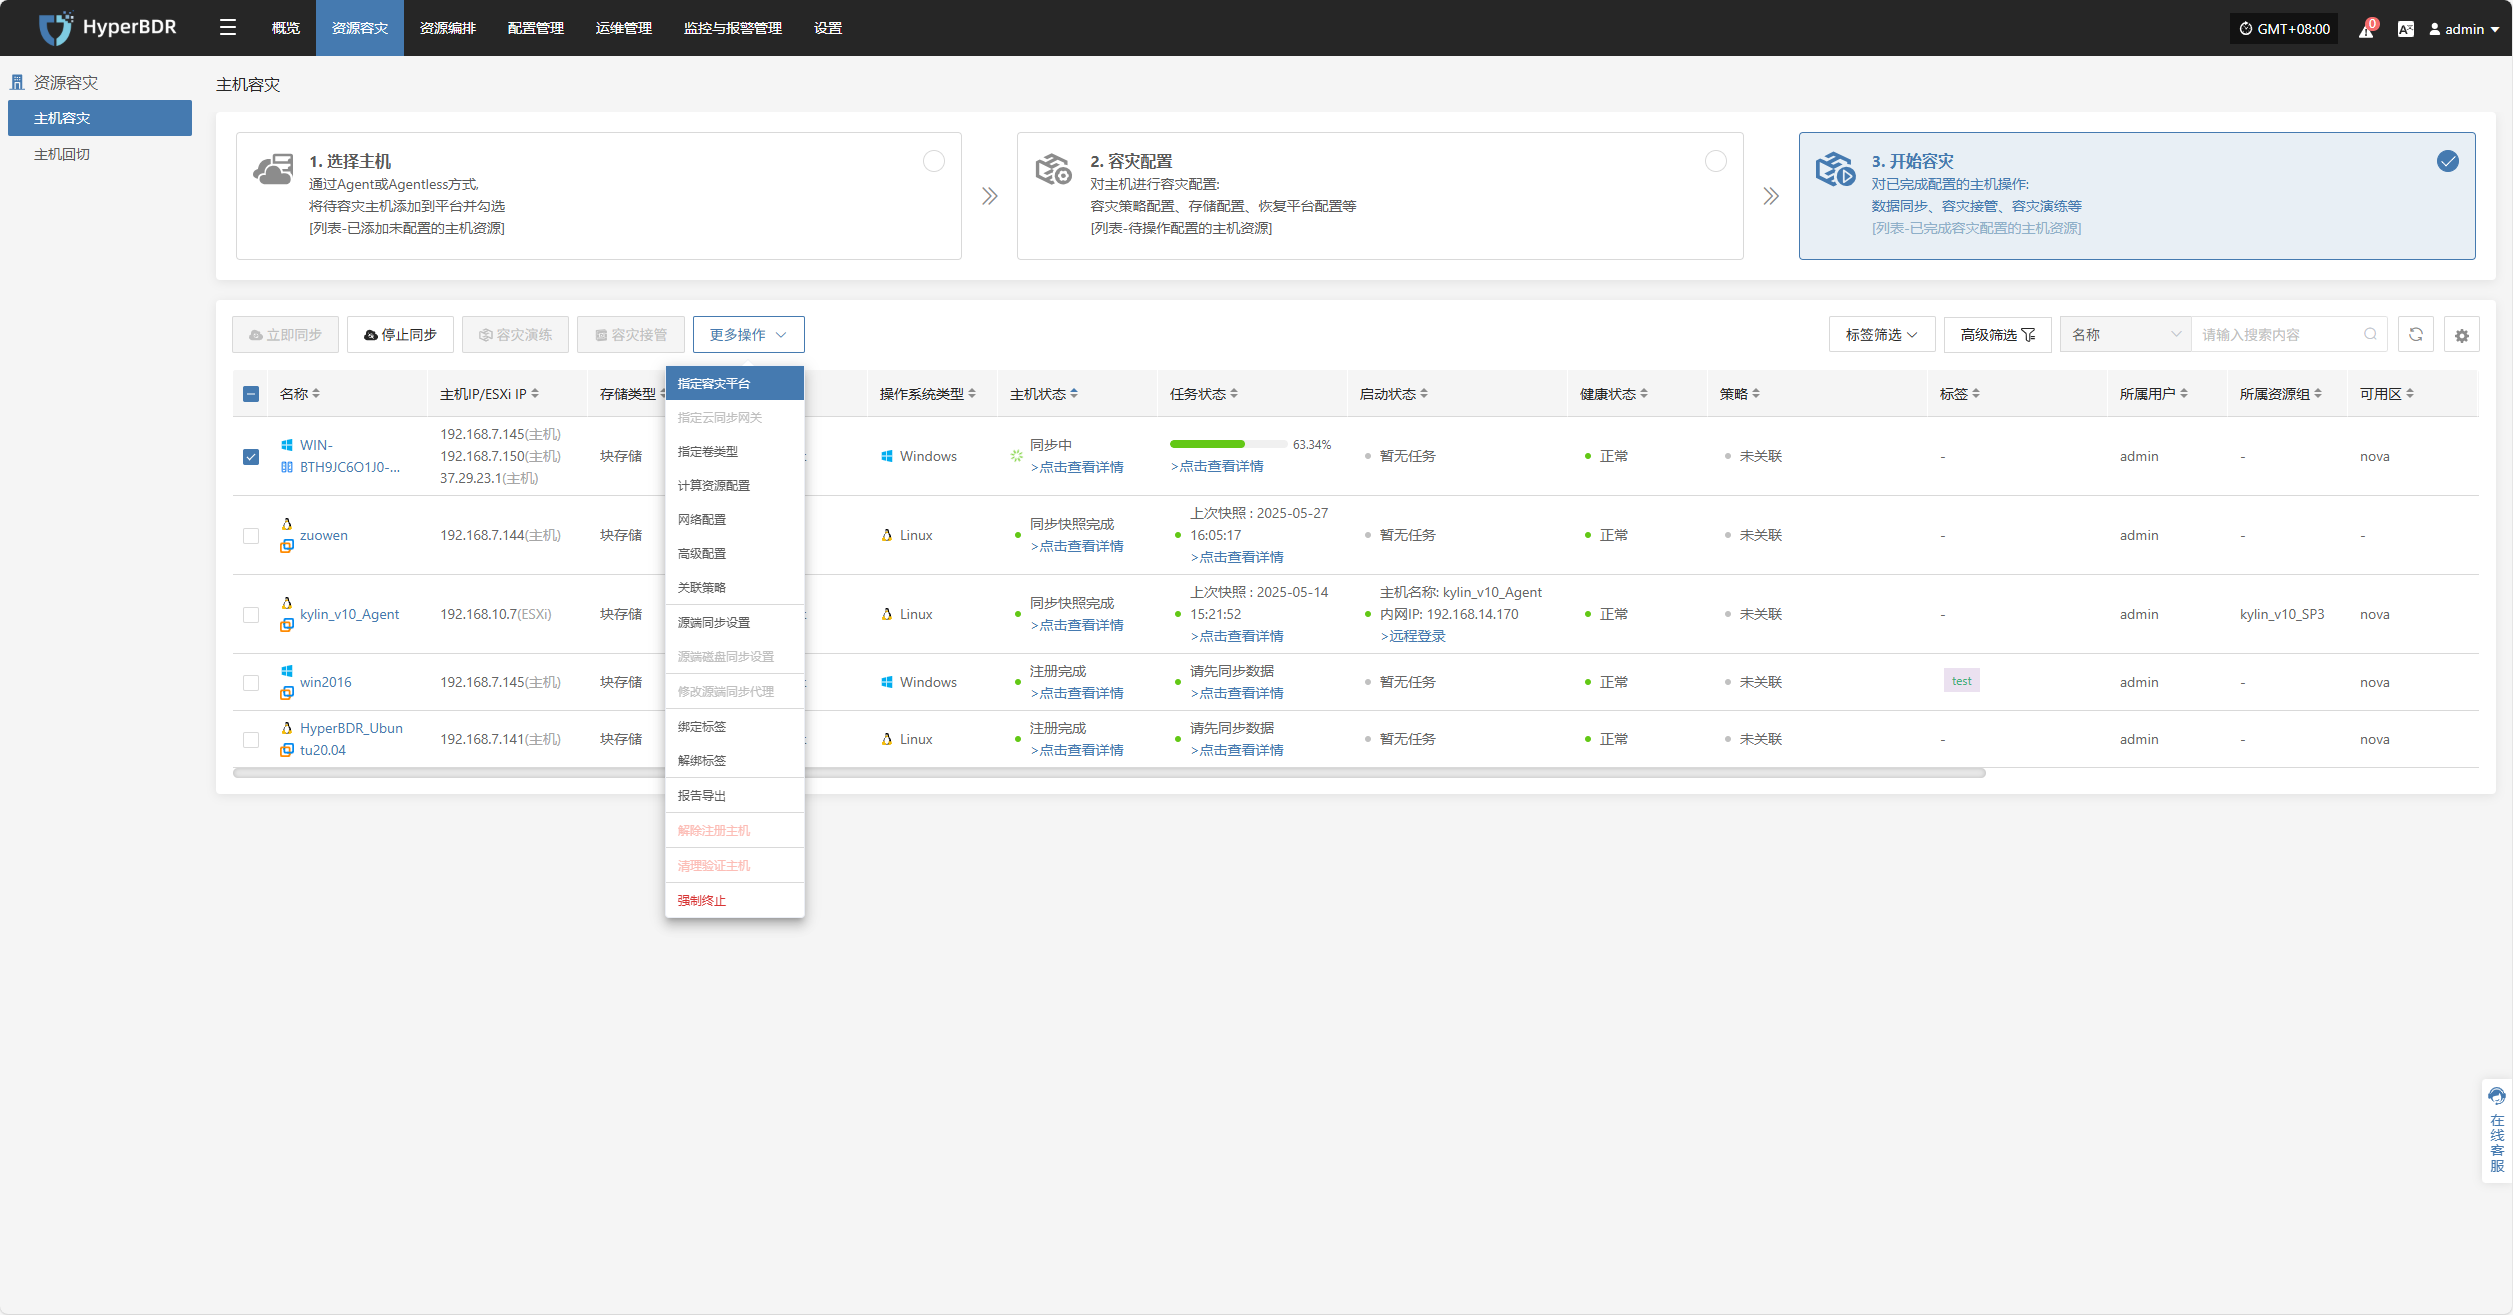 HyperBDR
概览
资源容灾
资源编排
配置管理
运维管理
监控与报警管理
设置
GMT+08:00
0
admin
资源容灾
主机容灾
主机回切
主机容灾
1. 选择主机
通过Agent或Agentless方式,
将待容灾主机添加到平台并勾选
[列表-已添加未配置的主机资源]
2. 容灾配置
对主机进行容灾配置:
容灾策略配置、存储配置、恢复平台配置等
[列表-待操作配置的主机资源]
3. 开始容灾
对已完成配置的主机操作:
数据同步、容灾接管、容灾演练等
[列表-已完成容灾配置的主机资源]
立即同步
停止同步
容灾演练
容灾接管
更多操作
标签筛选
高级筛选
名称
请输入搜索内容
名称
主机IP/ESXi IP
存储类型
操作系统类型
主机状态
任务状态
启动状态
健康状态
策略
标签
所属用户
所属资源组
可用区
WIN-
BTH9JC6O1J0-...
192.168.7.145(主机)
192.168.7.150(主机)
37.29.23.1(主机)
块存储
Windows
同步中
>点击查看详情
63.34%
>点击查看详情
暂无任务
正常
未关联
-
admin
-
nova
zuowen
192.168.7.144(主机)
块存储
Linux
同步快照完成
>点击查看详情
上次快照 : 2025-05-27
16:05:17
>点击查看详情
暂无任务
正常
未关联
-
admin
-
-
kylin_v10_Agent
192.168.10.7(ESXi)
块存储
Linux
同步快照完成
>点击查看详情
上次快照 : 2025-05-14
15:21:52
>点击查看详情
主机名称: kylin_v10_Agent
内网IP: 192.168.14.170
>远程登录
正常
未关联
-
admin
kylin_v10_SP3
nova
win2016
192.168.7.145(主机)
块存储
Windows
注册完成
>点击查看详情
请先同步数据
>点击查看详情
暂无任务
正常
未关联
test
admin
-
nova
HyperBDR_Ubun
tu20.04
192.168.7.141(主机)
块存储
Linux
注册完成
>点击查看详情
请先同步数据
>点击查看详情
暂无任务
正常
未关联
-
admin
-
nova
指定容灾平台
指定云同步网关
指定卷类型
计算资源配置
网络配置
高级配置
关联策略
源端同步设置
源端磁盘同步设置
修改源端同步代理
绑定标签
解绑标签
报告导出
解除注册主机
清理验证主机
强制终止
在线客服